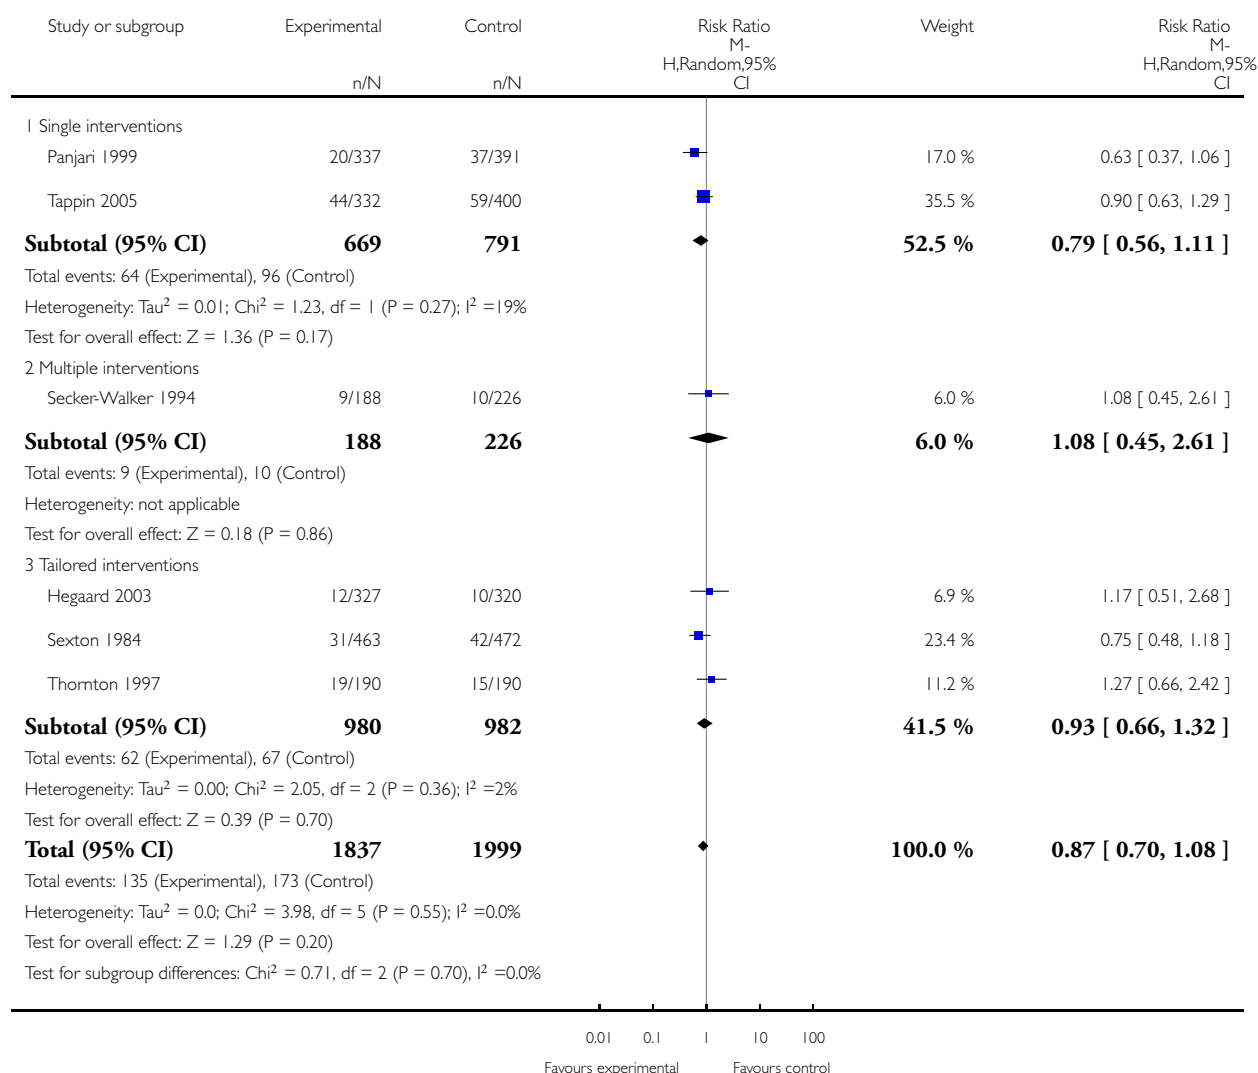 Study or subgroup Experimental Control Risk Ratio Weight Risk Ratio
M- M-
H,Random,95% H,Random,95%
n/N n/N CI CI
1 Single interventions
Panjari 1999 20/337 37/391 17.0 % 0.63 [ 0.37, 1.06 ]
Tappin 2005 44/332 59/400 35.5 % 0.90 [ 0.63, 1.29 ]
Subtotal (95% CI) 669 791 52.5 % 0.79 [ 0.56, 1.11 ]
Total events: 64 (Experimental), 96 (Control)
Heterogeneity: Tau² = 0.01; Chi² = 1.23, df = 1 (P = 0.27); I² =19%
Test for overall effect: Z = 1.36 (P = 0.17)
2 Multiple interventions
Secker-Walker 1994 9/188 10/226 6.0 % 1.08 [ 0.45, 2.61 ]
Subtotal (95% CI) 188 226 6.0 % 1.08 [ 0.45, 2.61 ]
Total events: 9 (Experimental), 10 (Control)
Heterogeneity: not applicable
Test for overall effect: Z = 0.18 (P = 0.86)
3 Tailored interventions
Hegaard 2003 12/327 10/320 6.9 % 1.17 [ 0.51, 2.68 ]
Sexton 1984 31/463 42/472 23.4 % 0.75 [ 0.48, 1.18 ]
Thornton 1997 19/190 15/190 11.2 % 1.27 [ 0.66, 2.42 ]
Subtotal (95% CI) 980 982 41.5 % 0.93 [ 0.66, 1.32 ]
Total events: 62 (Experimental), 67 (Control)
Heterogeneity: Tau² = 0.00; Chi² = 2.05, df = 2 (P = 0.36); I² =2%
Test for overall effect: Z = 0.39 (P = 0.70)
Total (95% CI) 1837 1999 100.0 % 0.87 [ 0.70, 1.08 ]
Total events: 135 (Experimental), 173 (Control)
Heterogeneity: Tau² = 0.0; Chi² = 3.98, df = 5 (P = 0.55); I² =0.0%
Test for overall effect: Z = 1.29 (P = 0.20)
Test for subgroup differences: Chi² = 0.71, df = 2 (P = 0.70), I² =0.0%
0.01 0.1 1 10 100
Favours experimental Favours control